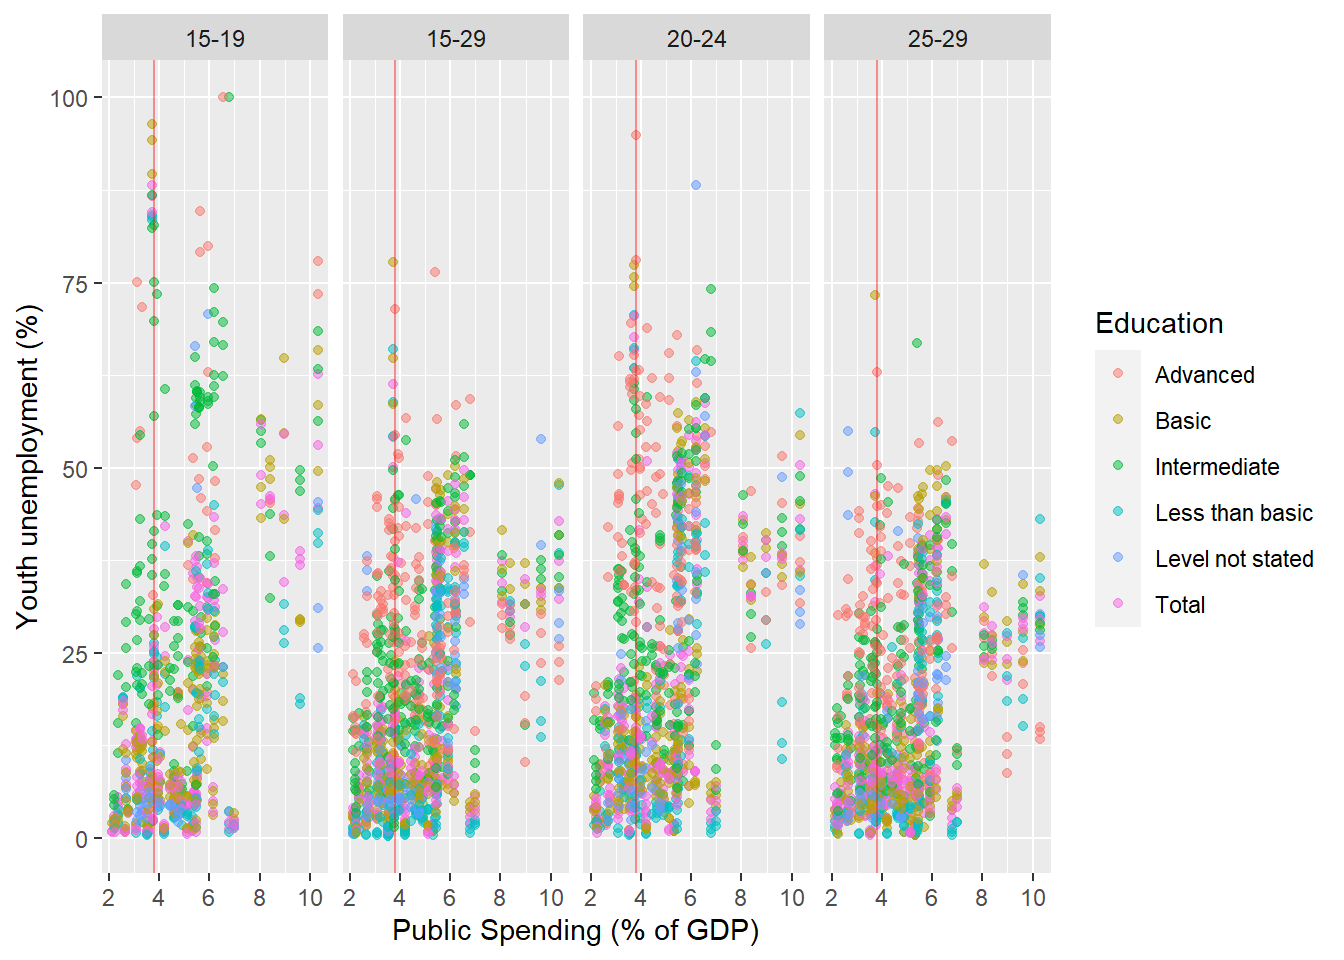 15-19 15-29 20-24 25-29
100
75
50
25
0
Youth unemployment (%)
2 4 6 8 10 2 4 6 8 10 2 4 6 8 10 2 4 6 8 10
Public Spending (% of GDP)
Education
Advanced
Basic
Intermediate
Less than basic
Level not stated
Total